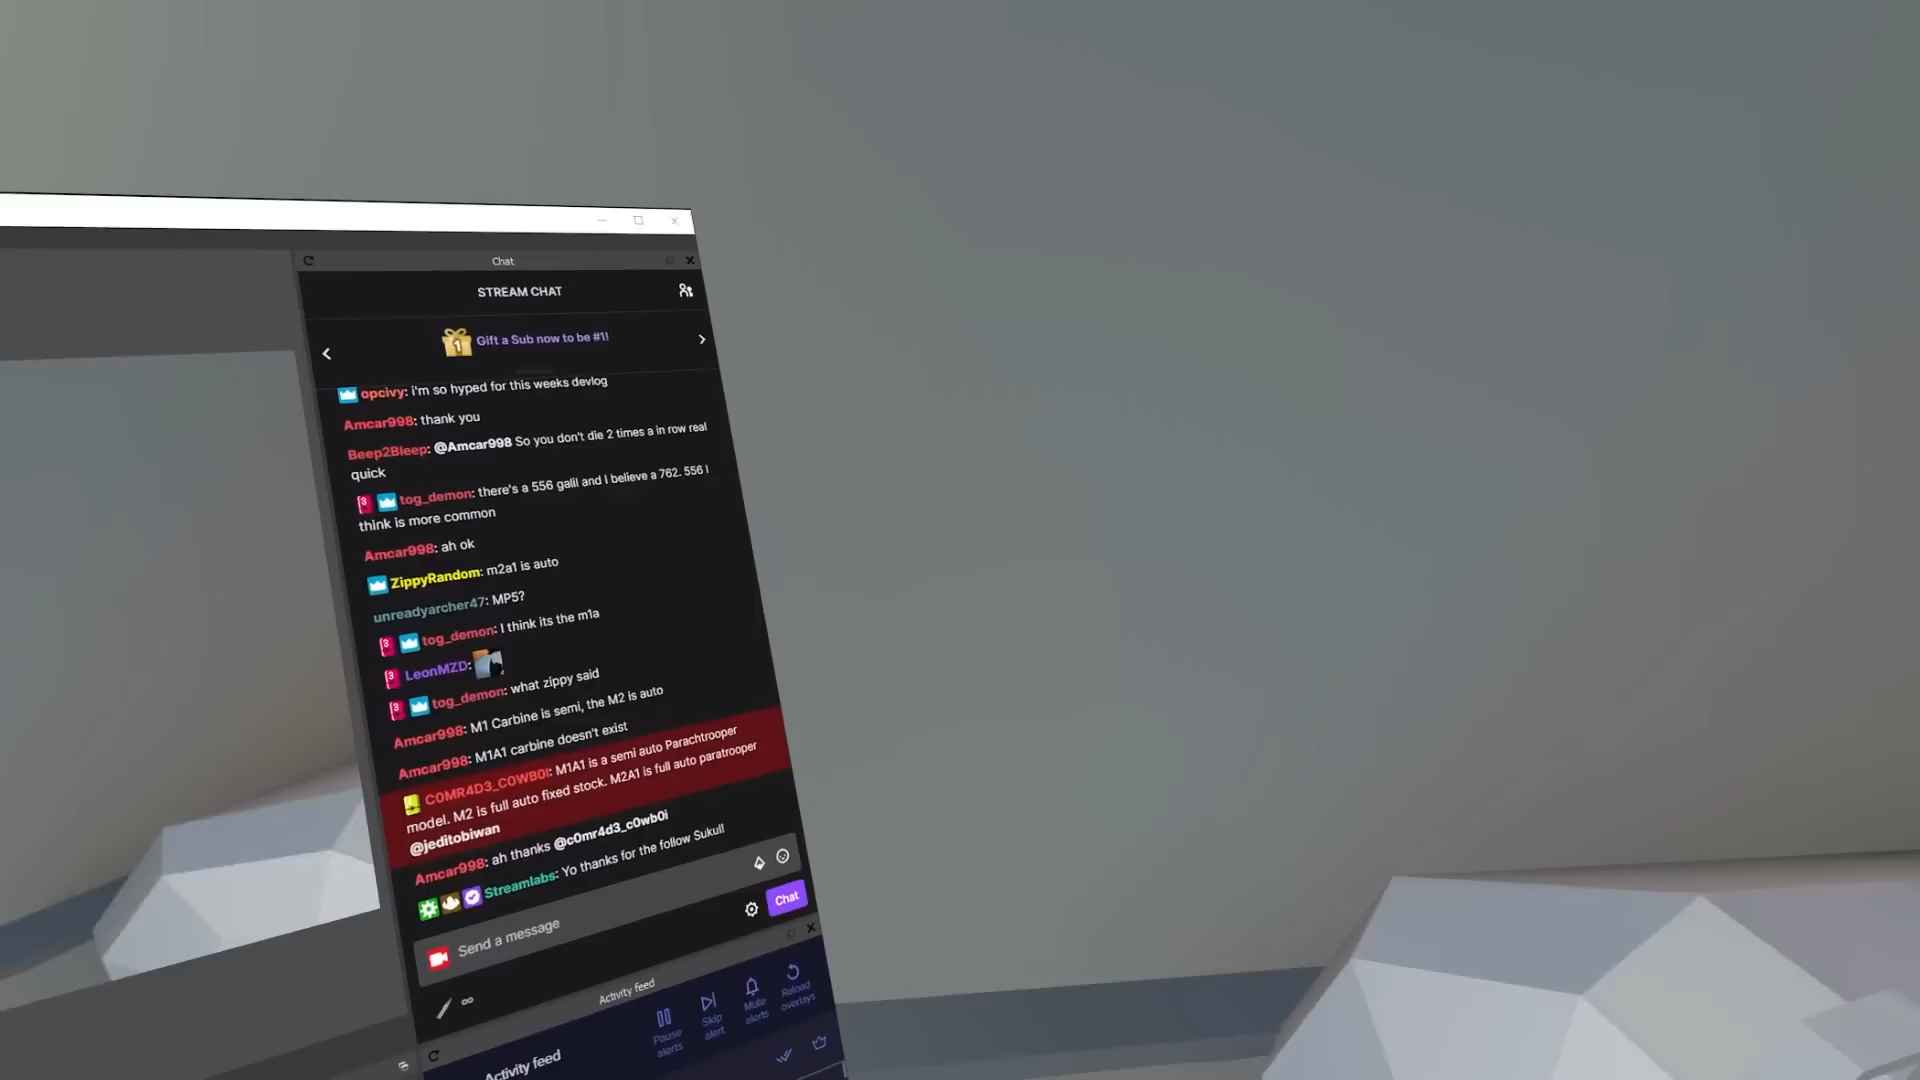 Chat
STREAM CHAT
1
Gift a Sub now to be #1!
opcivy: i'm so hyped for this weeks devlog
Amcar998: thank you
Beep2Bleep: @Amcar998 So you don't die 2 times a in row real
quick
3 tog_demon: there's a 556 galil and I believe a 762. 556 I
think is more common
Amcar998: ah ok
ZippyRandom: m2a1 is auto
unreadyarcher47: MP5?
3 tog_demon: I think its the m1a
3 LeonMZD:
3 tog_demon: what zippy said
Amcar998: M1 Carbine is semi, the M2 is auto
Amcar998: M1A1 carbine doesn't exist
C0MR4D3_C0WB0I: M1A1 is a semi auto Parachtrooper
model. M2 is full auto fixed stock. M2A1 is full auto paratrooper
@jeditobiwan
Amcar998: ah thanks @c0mr4d3_c0wb0i
Streamlabs: Yo thanks for the follow Sukull
Send a message
Chat
Activity feed
Pause
alerts
Skip
alert
Mute
alerts
Reload
overlays
Activity feed